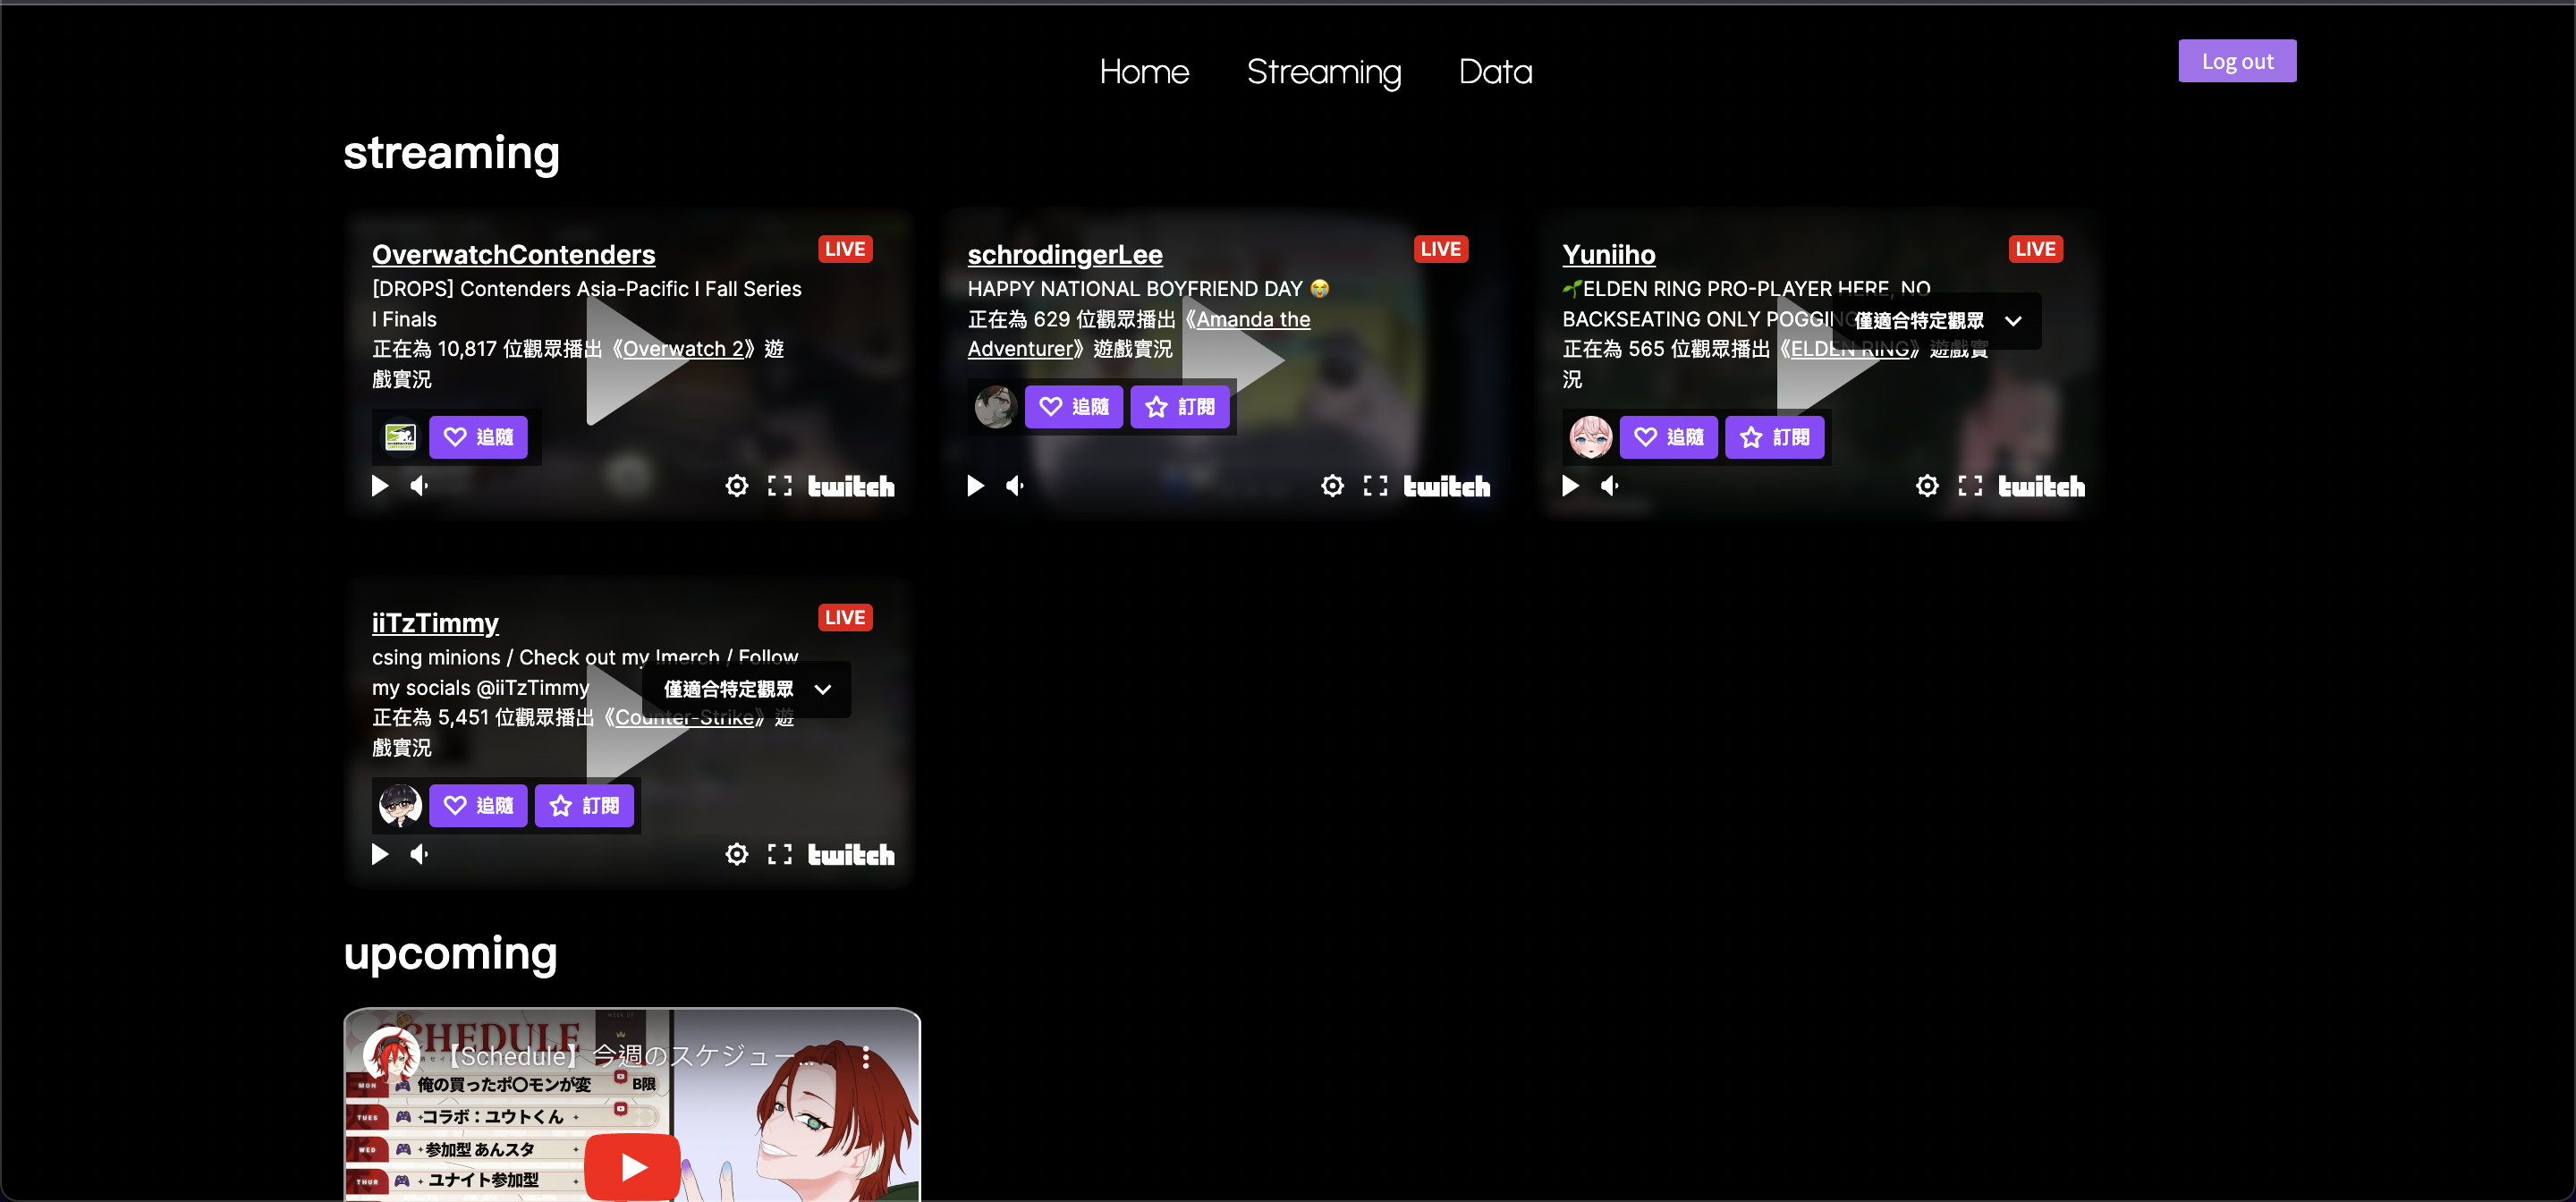 Home
Streaming
Data
Log out
streaming
OverwatchContenders
LIVE
[DROPS] Contenders Asia-Pacific I Fall Series
I Finals
正在為 10,817 位觀眾播出《Overwatch 2》遊
戲實況
追隨
twitch
schrodingerLee
LIVE
HAPPY NATIONAL BOYFRIEND DAY 😭
正在為 629 位觀眾播出《Amanda the
Adventurer》遊戲實況
追隨
訂閱
twitch
Yuniiho
LIVE
🌱ELDEN RING PRO-PLAYER HERE, NO
BACKSEATING ONLY POGGING
僅適合特定觀眾
正在為 565 位觀眾播出《ELDEN RING》遊戲實
況
追隨
訂閱
twitch
iiTzTimmy
LIVE
csing minions / Check out my !merch / Follow
my socials @iiTzTimmy
僅適合特定觀眾
正在為 5,451 位觀眾播出《Counter-Strike》遊
戲實況
追隨
訂閱
twitch
upcoming
SCHEDULE
【Schedule】今週のスケジュー...
MON 俺の買ったポ〇モンが変 B限
TUES コラボ：ユウトくん
WED 参加型 あんスタ
THUR ユナイト参加型